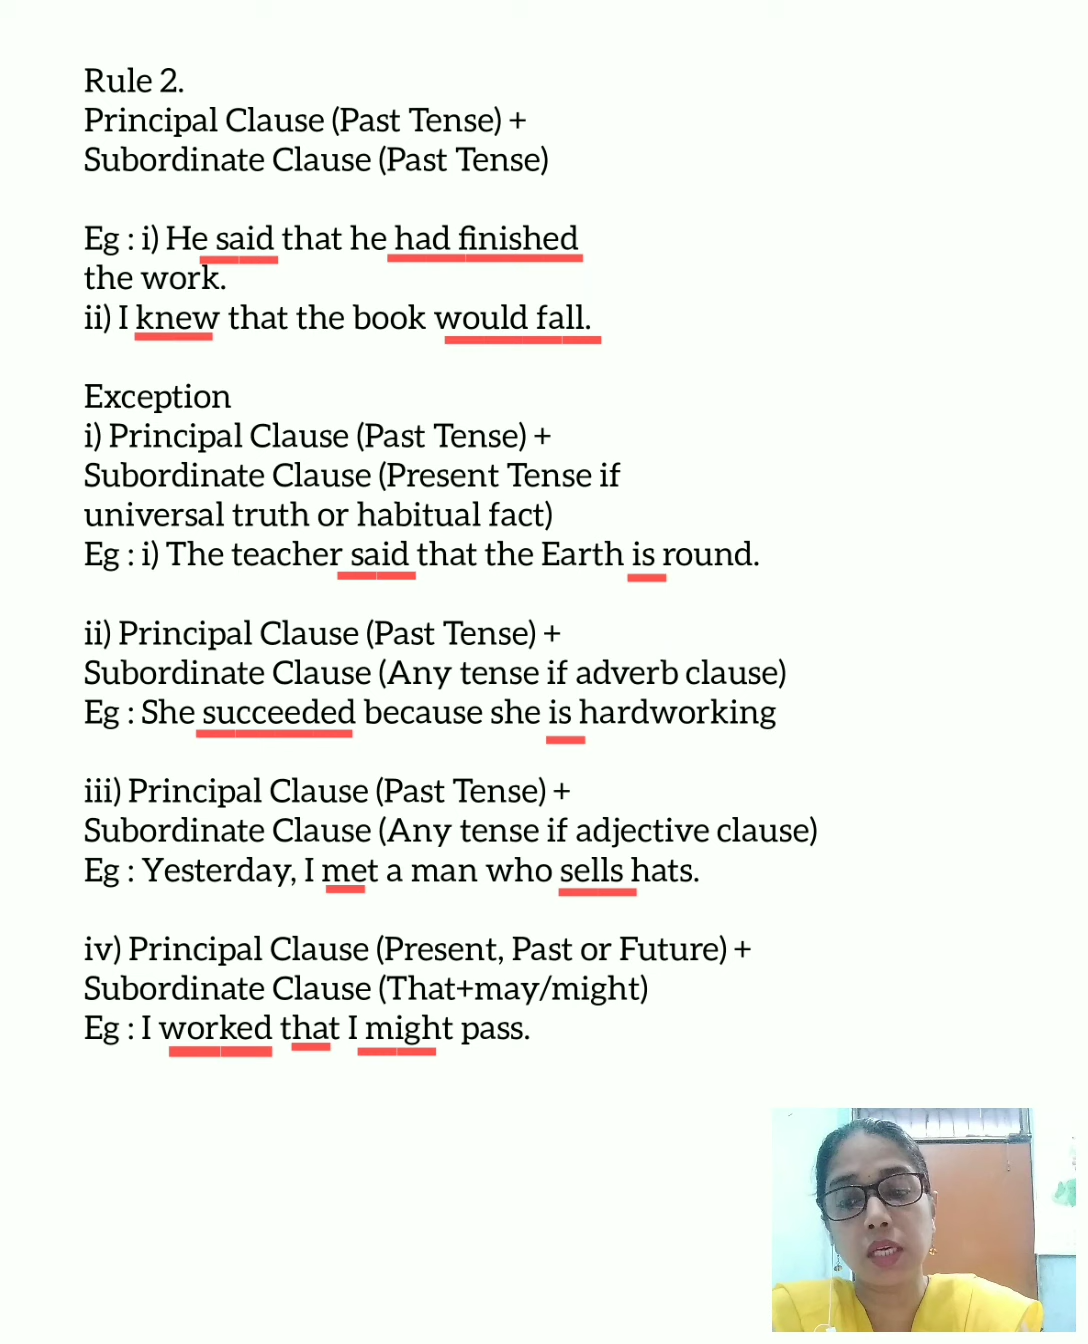 Rule 2.
Principal Clause (Past Tense) +
Subordinate Clause (Past Tense)
Eg : i) He said that he had finished
the work.
ii) I knew that the book would fall.
Exception
i) Principal Clause (Past Tense) +
Subordinate Clause (Present Tense if
universal truth or habitual fact)
Eg : i) The teacher said that the Earth is round.
ii) Principal Clause (Past Tense) +
Subordinate Clause (Any tense if adverb clause)
Eg : She succeeded because she is hardworking
iii) Principal Clause (Past Tense) +
Subordinate Clause (Any tense if adjective clause)
Eg : Yesterday, I met a man who sells hats.
iv) Principal Clause (Present, Past or Future) +
Subordinate Clause (That+may/might)
Eg : I worked that I might pass.